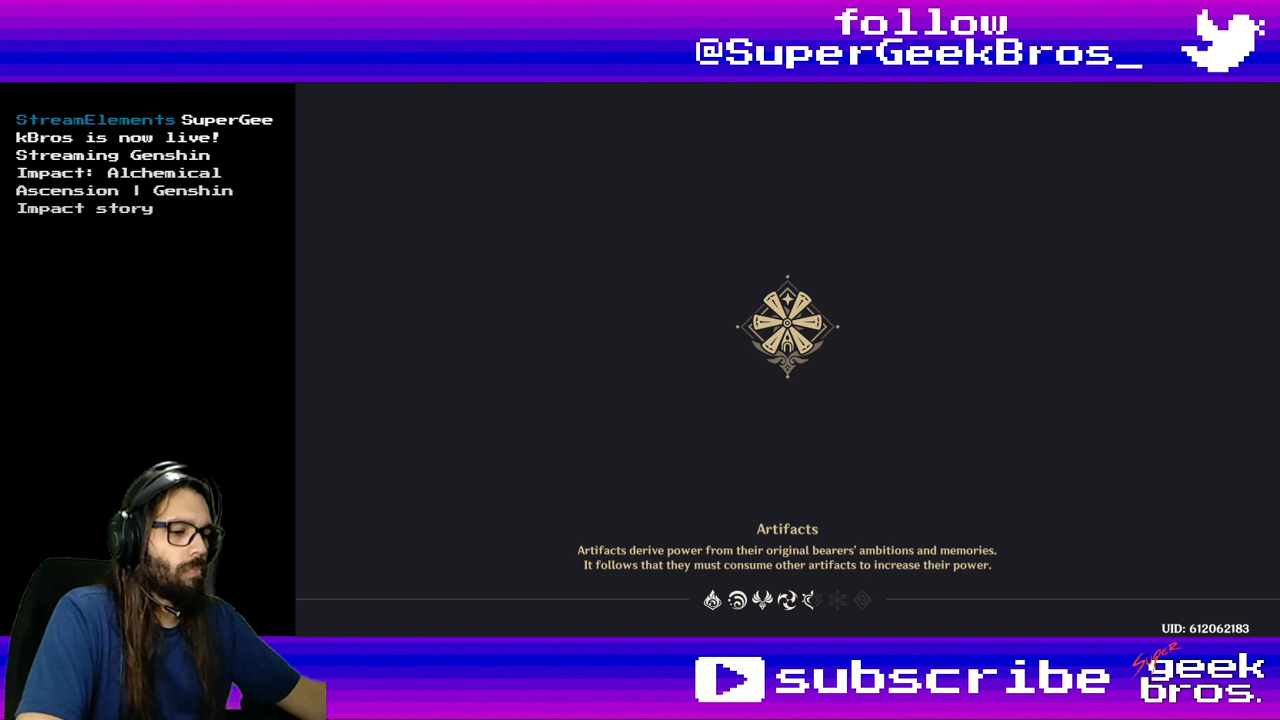 follow
@SuperGeekBros_
StreamElements SuperGee
kBros is now live!
Streaming Genshin
Impact: Alchemical
Ascension | Genshin
Impact story
Artifacts
Artifacts derive power from their original bearers' ambitions and memories.
It follows that they must consume other artifacts to increase their power.
UID: 612062183
subscribe
SUPER
geek
bros.